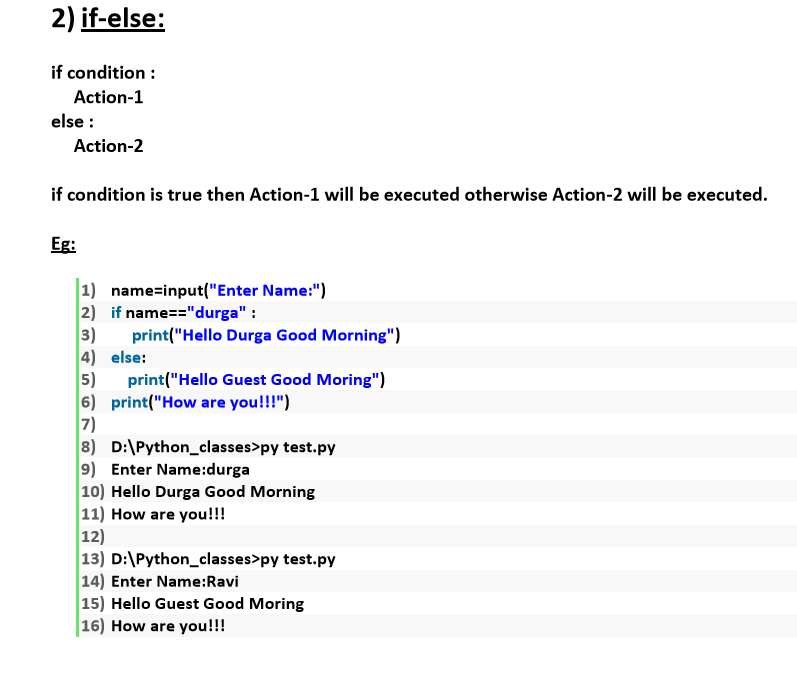 2) if-else:
if condition :
Action-1
else :
Action-2
if condition is true then Action-1 will be executed otherwise Action-2 will be executed.
Eg:
1) name=input("Enter Name:")
2) if name=="durga" :
3) print("Hello Durga Good Morning")
4) else:
5) print("Hello Guest Good Moring")
6) print("How are you!!!")
7)
8) D:\Python_classes>py test.py
9) Enter Name:durga
10) Hello Durga Good Morning
11) How are you!!!
12)
13) D:\Python_classes>py test.py
14) Enter Name:Ravi
15) Hello Guest Good Moring
16) How are you!!!